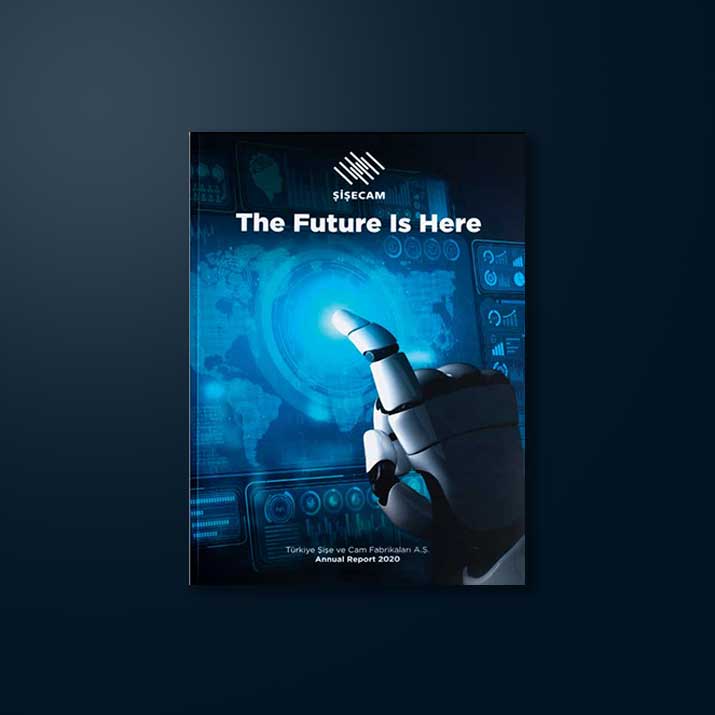 ŞİŞECAM
The Future Is Here
Türkiye Şişe ve Cam Fabrikaları A.Ş.
Annual Report 2020